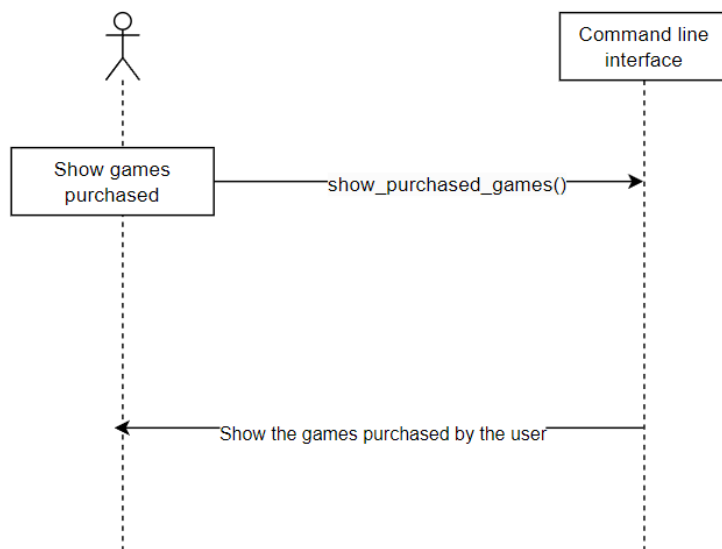 Command line
interface
Show games
purchased
show_purchased_games()
Show the games purchased by the user